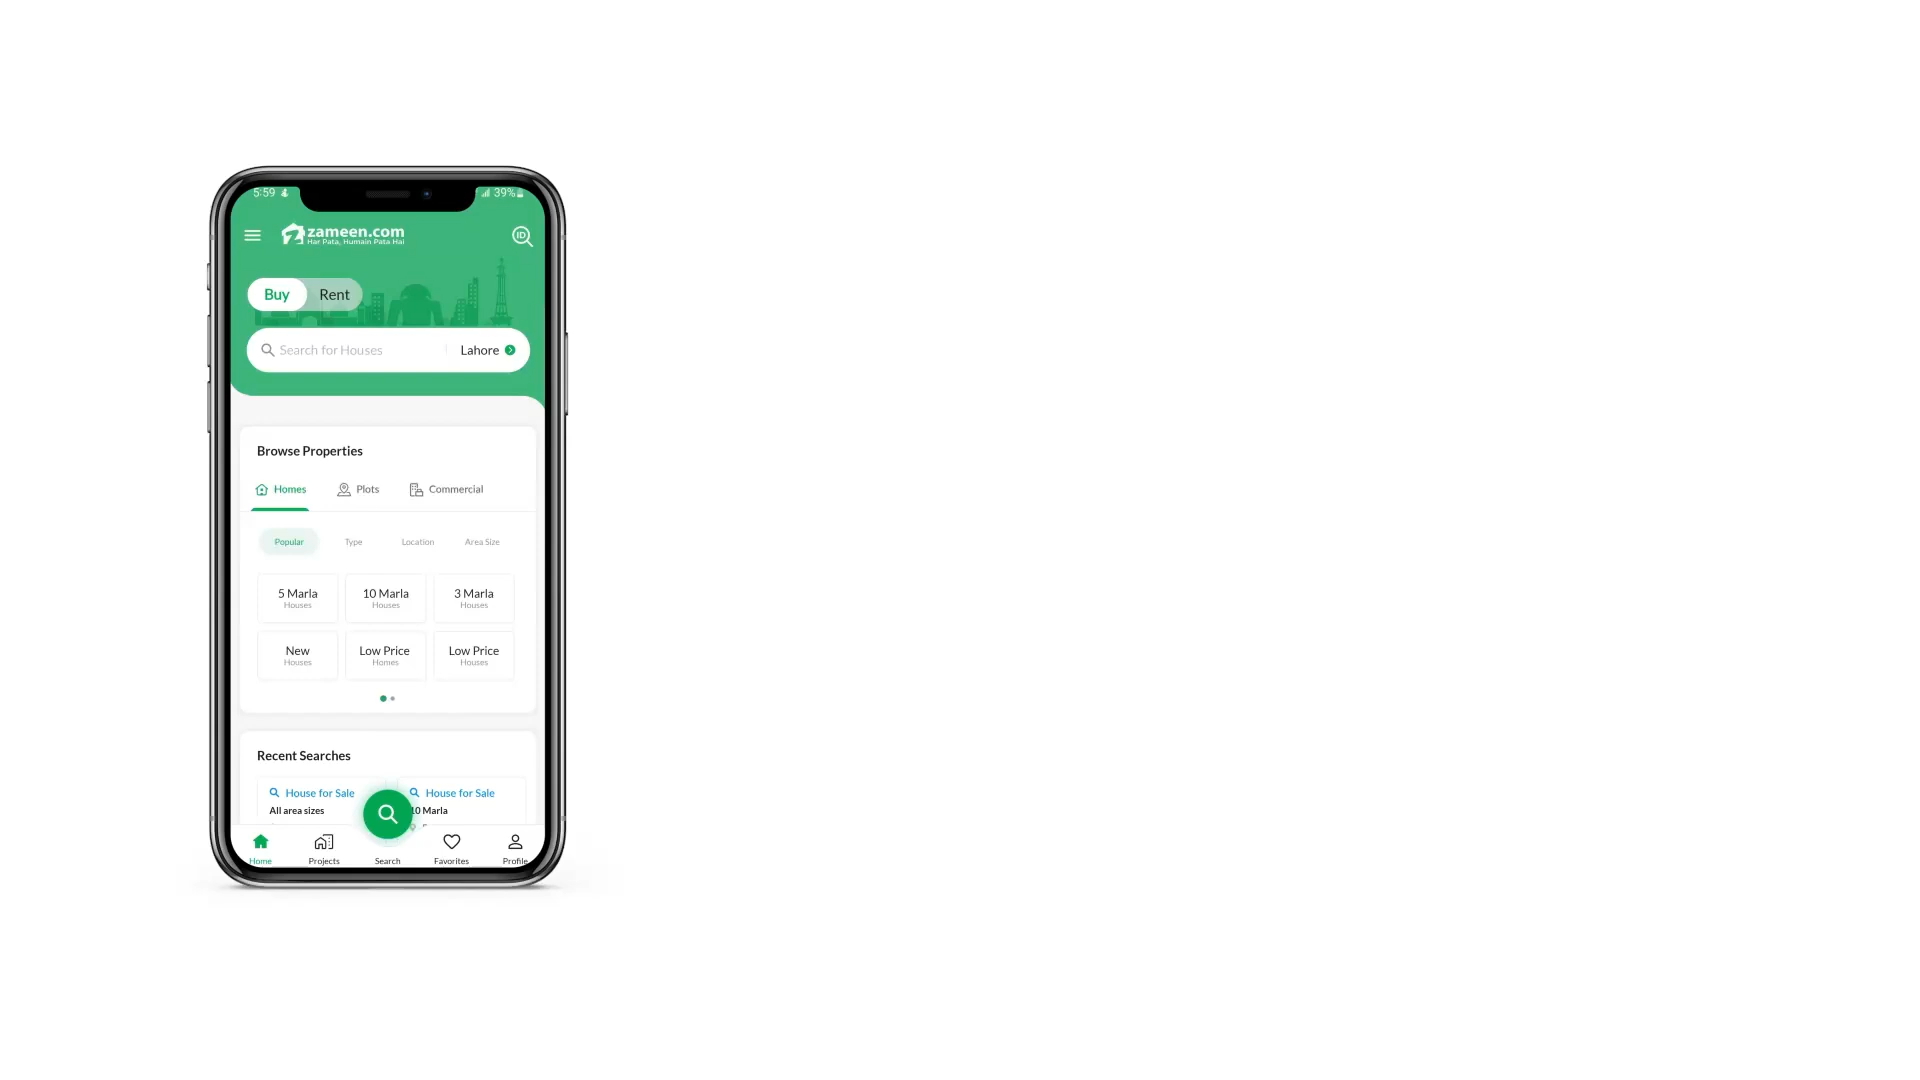 5:59
39%
zameen.com
Har Pata, Humain Pata Hai
ID
Buy Rent
Search for Houses Lahore
Browse Properties
Homes Plots Commercial
Popular Type Location Area Size
5 Marla 10 Marla 3 Marla
Houses Houses Houses
New Low Price Low Price
Houses Homes Houses
Recent Searches
House for Sale House for Sale
All area sizes 10 Marla
Home Projects Search Favorites Profile